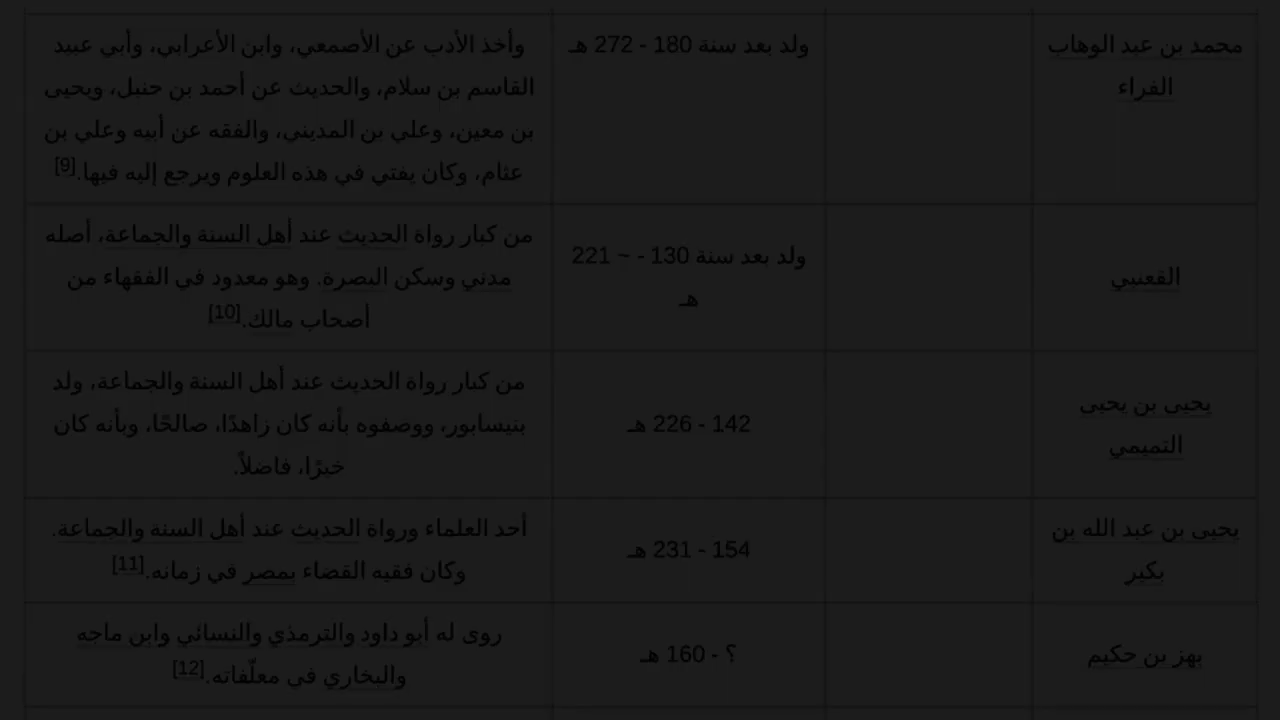 محمد بن عبد الوهاب
الفراء
ولد بعد سنة 180 - 272 هـ
وأخذ الأدب عن الأصمعي، وابن الأعرابي، وأبي عبيد
القاسم بن سلام، والحديث عن أحمد بن حنبل، ويحيى
بن معين، وعلي بن المديني، والفقه عن أبيه وعلي بن
عثام، وكان يفتي في هذه العلوم ويرجع إليه فيها.[9]
القعنبي
ولد بعد سنة 130 - ~ 221
هـ
من كبار رواة الحديث عند أهل السنة والجماعة، أصله
مدني وسكن البصرة. وهو معدود في الفقهاء من
أصحاب مالك.[10]
يحيى بن يحيى
التميمي
142 - 226 هـ
من كبار رواة الحديث عند أهل السنة والجماعة، ولد
بنيسابور، ووصفوه بأنه كان زاهدًا، صالحًا، وبأنه كان
خيرًا، فاضلاً.
يحيى بن عبد الله بن
بكير
154 - 231 هـ
أحد العلماء ورواة الحديث عند أهل السنة والجماعة.
وكان فقيه القضاء بمصر في زمانه.[11]
بهز بن حكيم
؟ - 160 هـ
روى له أبو داود والترمذي والنسائي وابن ماجه
والبخاري في معلّقاته.[12]